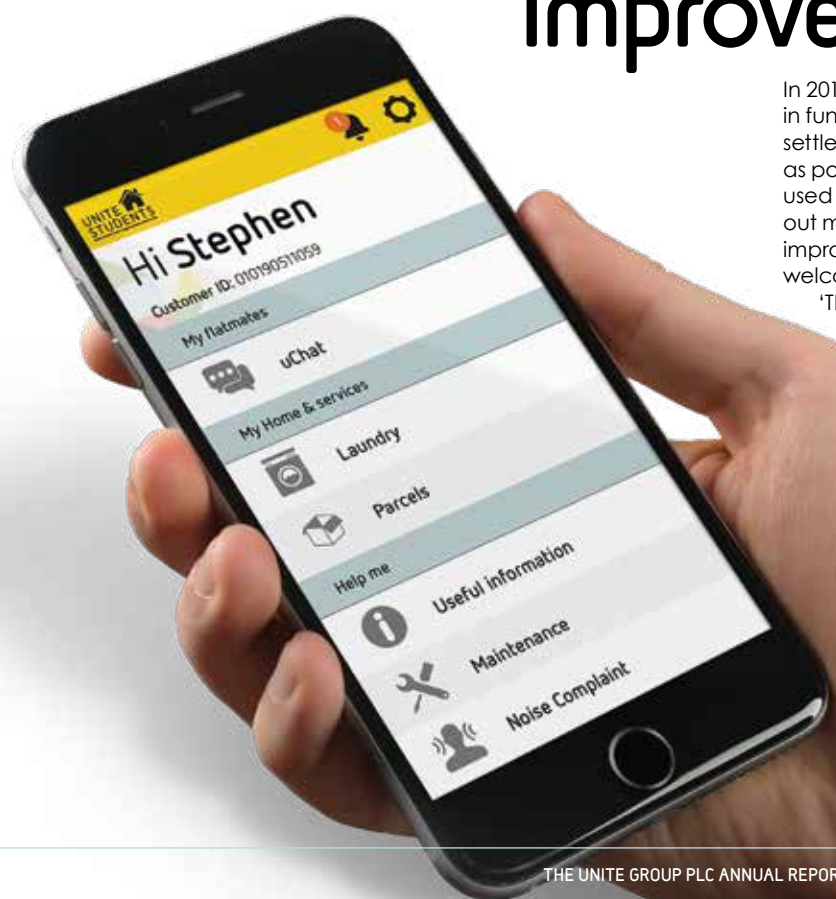 Improve
In 201
in fun
settle
as pa
used
out m
impro
welco
'Th
1
UNITE
STUDENTS
Hi Stephen
Customer ID: 010190511059
My flatmates
uChat
My Home & services
Laundry
Parcels
Help me
Useful information
Maintenance
Noise Complaint
THE UNITE GROUP PLC ANNUAL REPOR